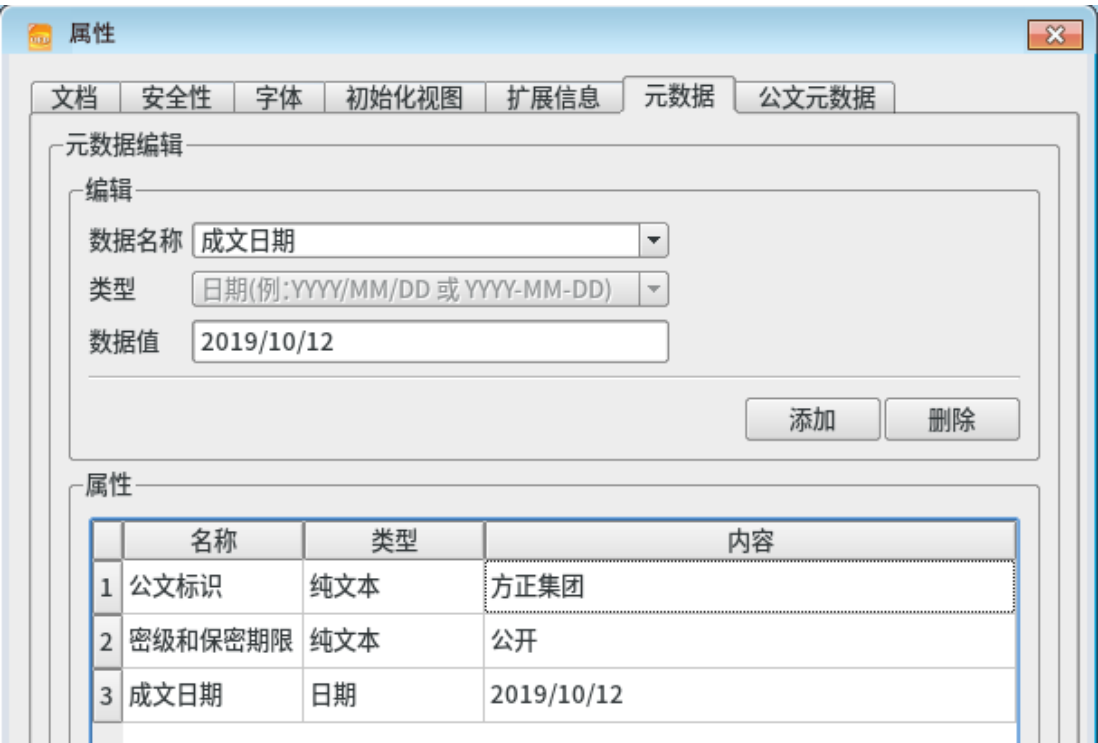 属性
文档 安全性 字体 初始化视图 扩展信息 元数据 公文元数据
元数据编辑
编辑
数据名称 成文日期
类型 日期(例:YYYY/MM/DD 或 YYYY-MM-DD)
数据值 2019/10/12
添加 删除
属性
名称 类型 内容
1 公文标识 纯文本 方正集团
2 密级和保密期限 纯文本 公开
3 成文日期 日期 2019/10/12